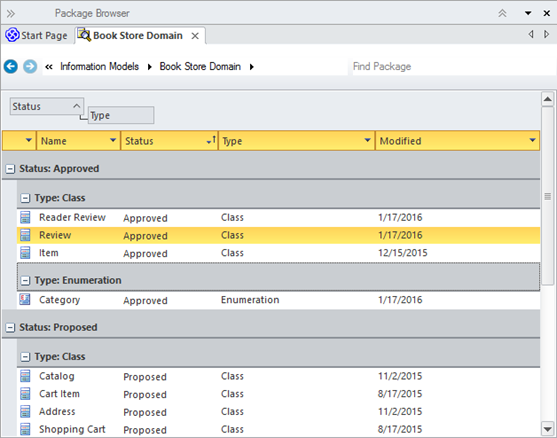 Package Browser
Start Page Book Store Domain
Information Models Book Store Domain Find Package
Status
Type
Name Status Type Modified
Status: Approved
Type: Class
Reader Review Approved Class 1/17/2016
Review Approved Class 1/17/2016
Item Approved Class 12/15/2015
Type: Enumeration
Category Approved Enumeration 1/17/2016
Status: Proposed
Type: Class
Catalog Proposed Class 11/2/2015
Cart Item Proposed Class 8/17/2015
Address Proposed Class 11/2/2015
Shopping Cart Proposed Class 8/17/2015